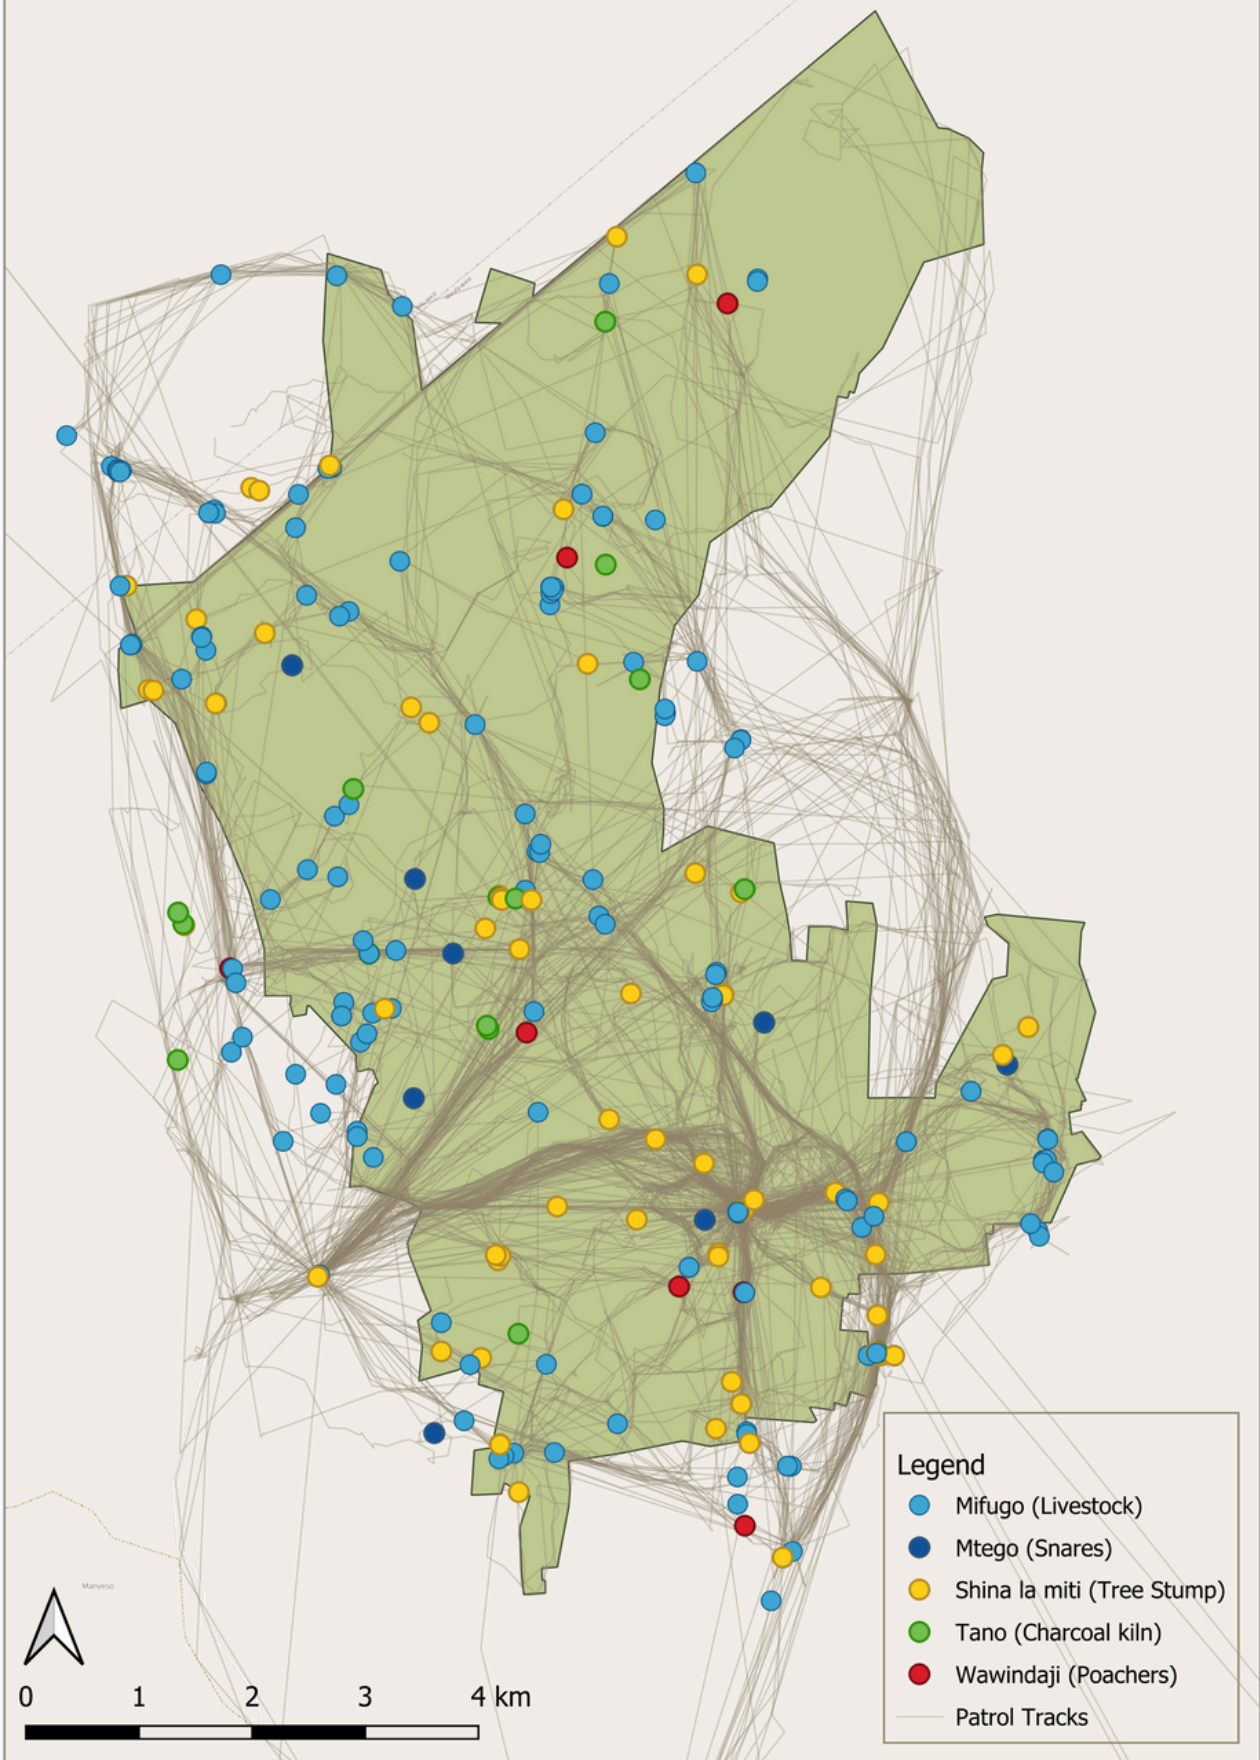 Manyeso
0 1 2 3 4 km
Legend
Mifugo (Livestock)
Mtego (Snares)
Shina la miti (Tree Stump)
Tano (Charcoal kiln)
Wawindaji (Poachers)
Patrol Tracks